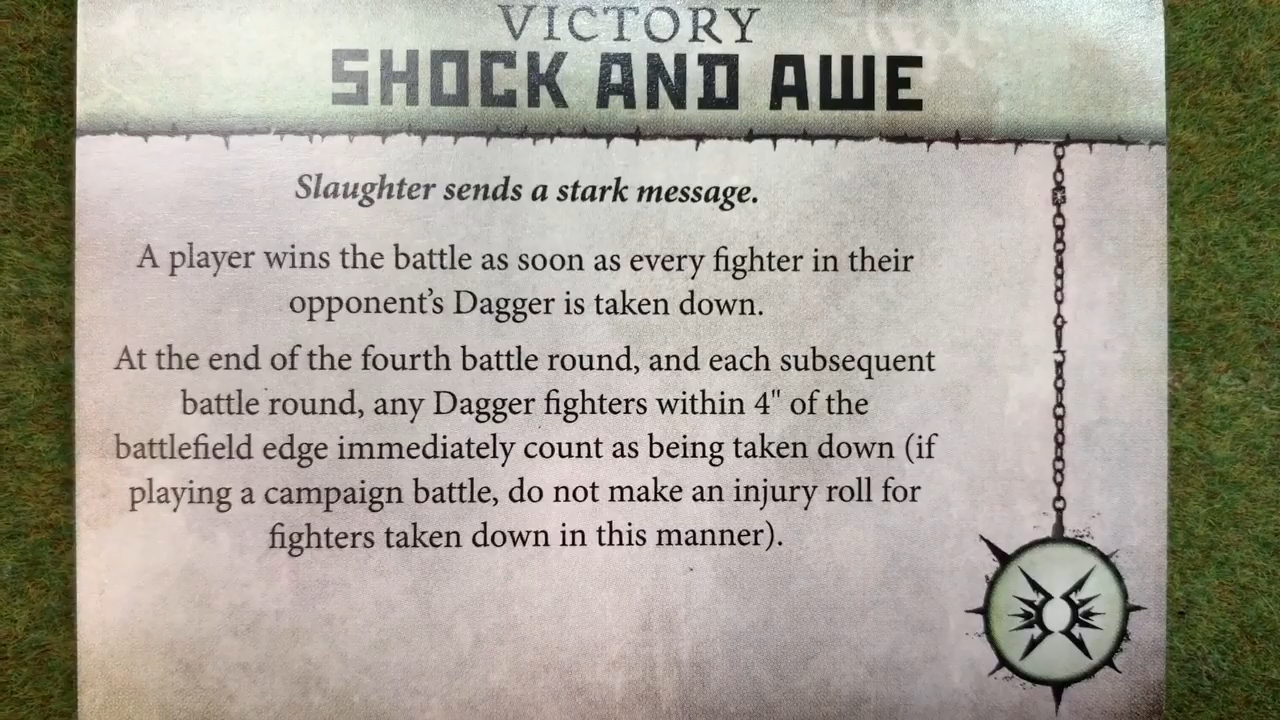 VICTORY
SHOCK AND AWE
Slaughter sends a stark message.
A player wins the battle as soon as every fighter in their
opponent's Dagger is taken down.
At the end of the fourth battle round, and each subsequent
battle round, any Dagger fighters within 4" of the
battlefield edge immediately count as being taken down (if
playing a campaign battle, do not make an injury roll for
fighters taken down in this manner).